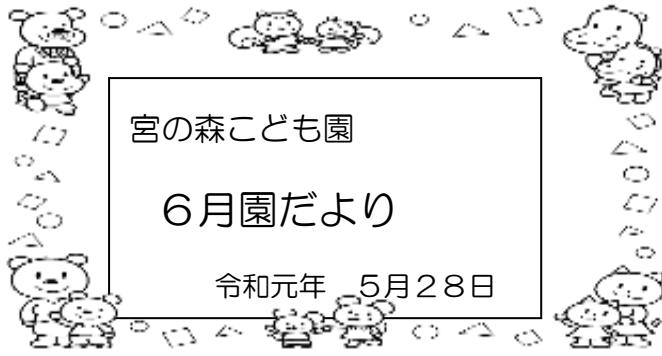 宮の森こども園
６月園だより
令和元年　５月２８日